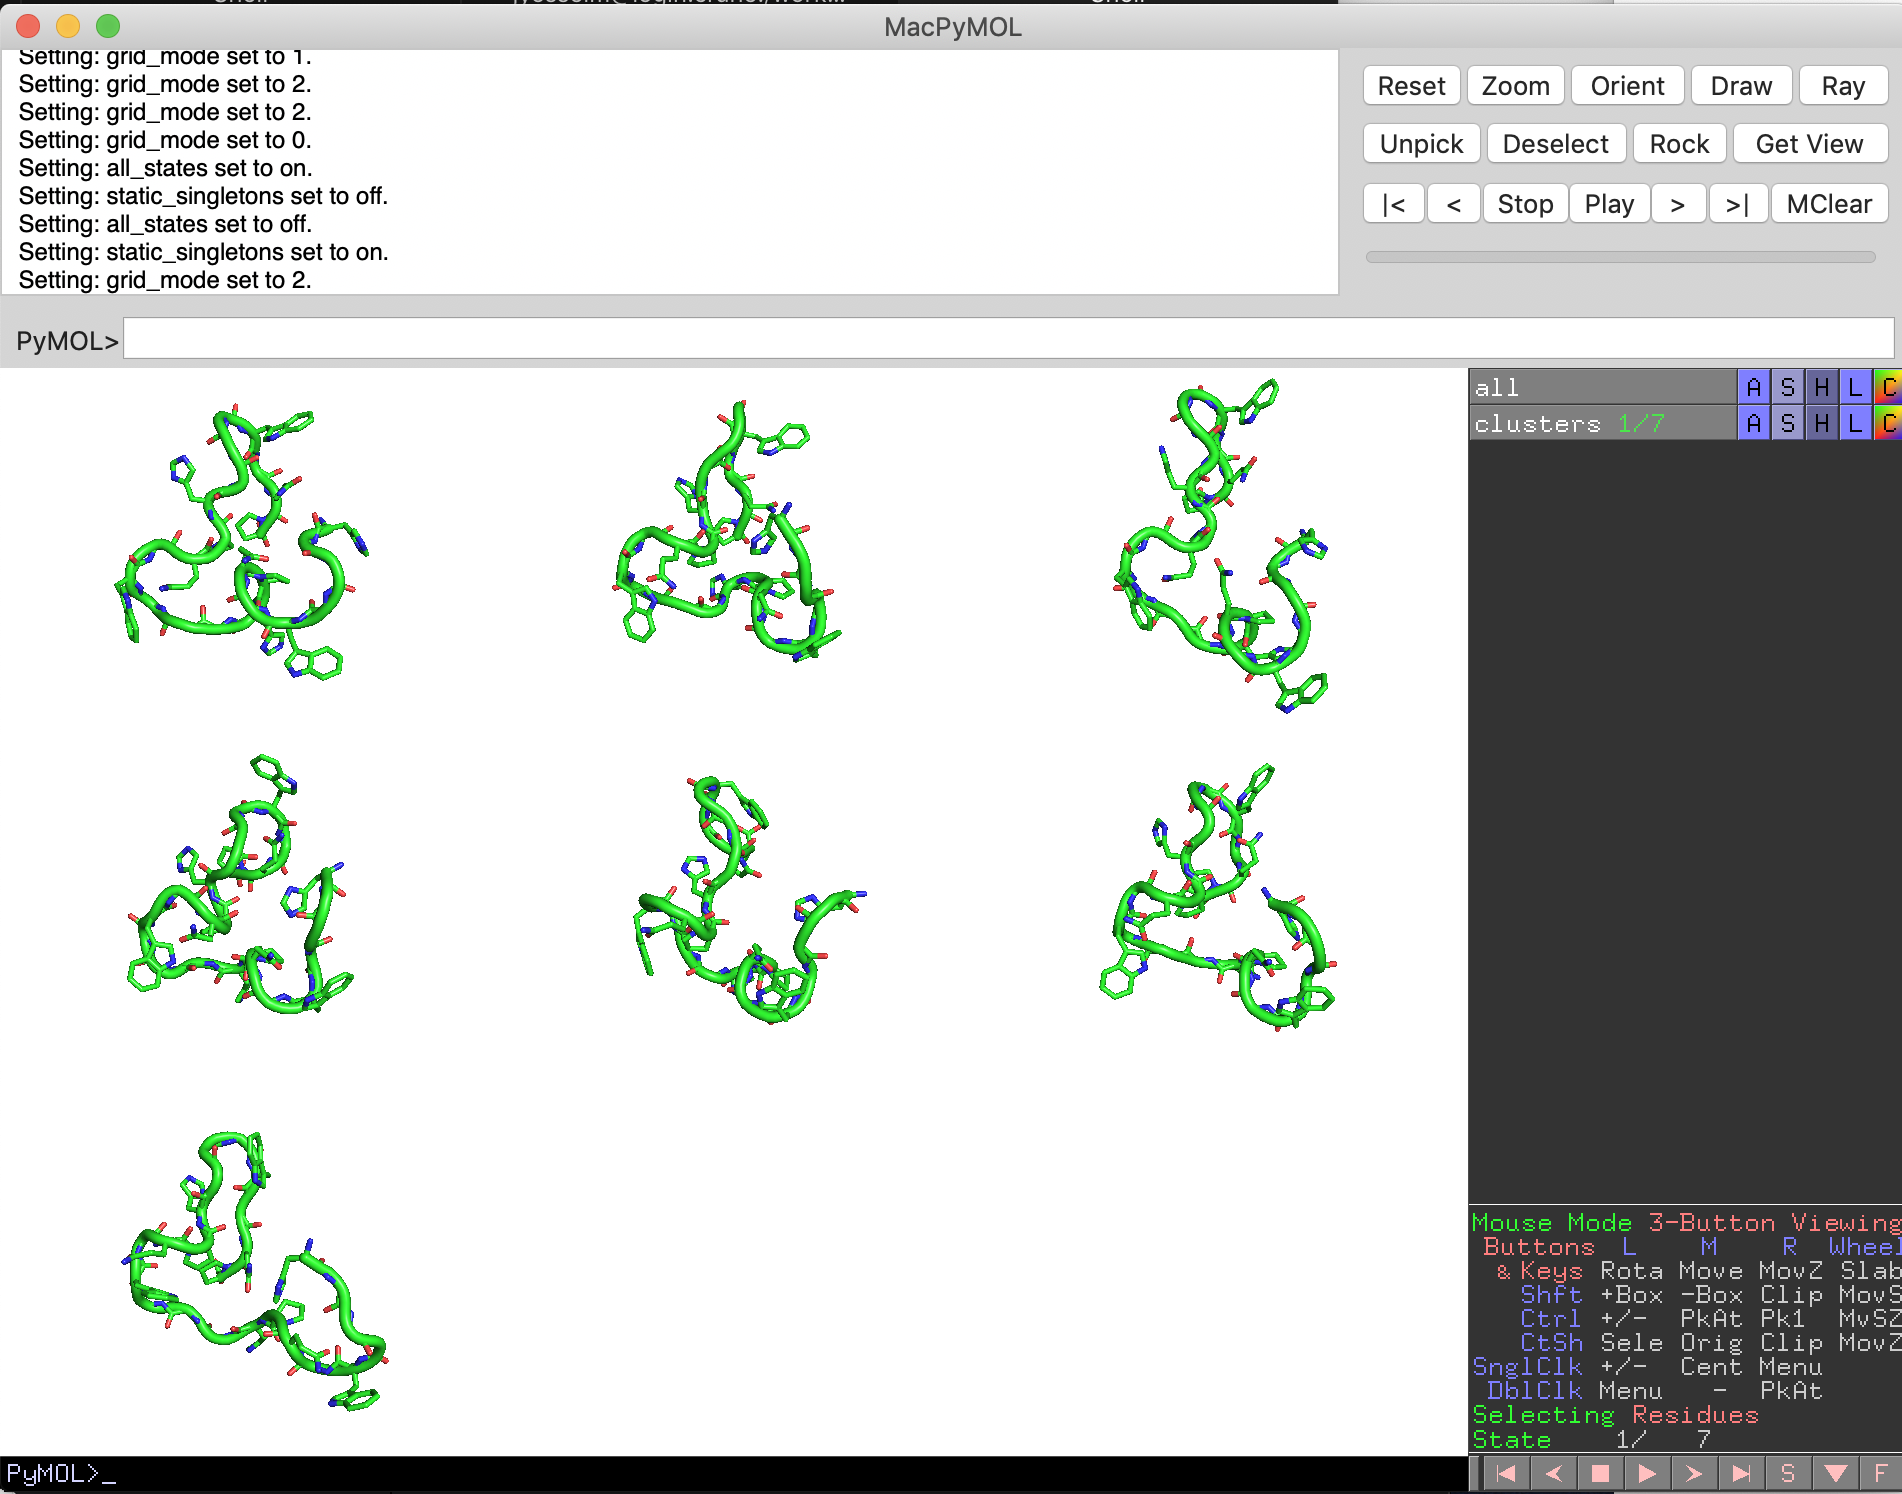 MacPyMOL
Setting: grid_mode set to 1.
Setting: grid_mode set to 2.
Setting: grid_mode set to 2.
Setting: grid_mode set to 0.
Setting: all_states set to on.
Setting: static_singletons set to off.
Setting: all_states set to off.
Setting: static_singletons set to on.
Setting: grid_mode set to 2.
Reset Zoom Orient Draw Ray
Unpick Deselect Rock Get View
|< < Stop Play > >| MClear
PyMOL>
all A S H L C
clusters 1/7 A S H L C
Mouse Mode 3-Button Viewing
Buttons L M R Wheel
& Keys Rota Move MovZ Slab
Shft +Box -Box Clip MovS
Ctrl +/- PkAt Pk1 MvSZ
CtSh Sele Orig Clip MovZ
SnglClk +/- Cent Menu
DblClk Menu - PkAt
Selecting Residues
State 1/ 7
PyMOL>_
S F